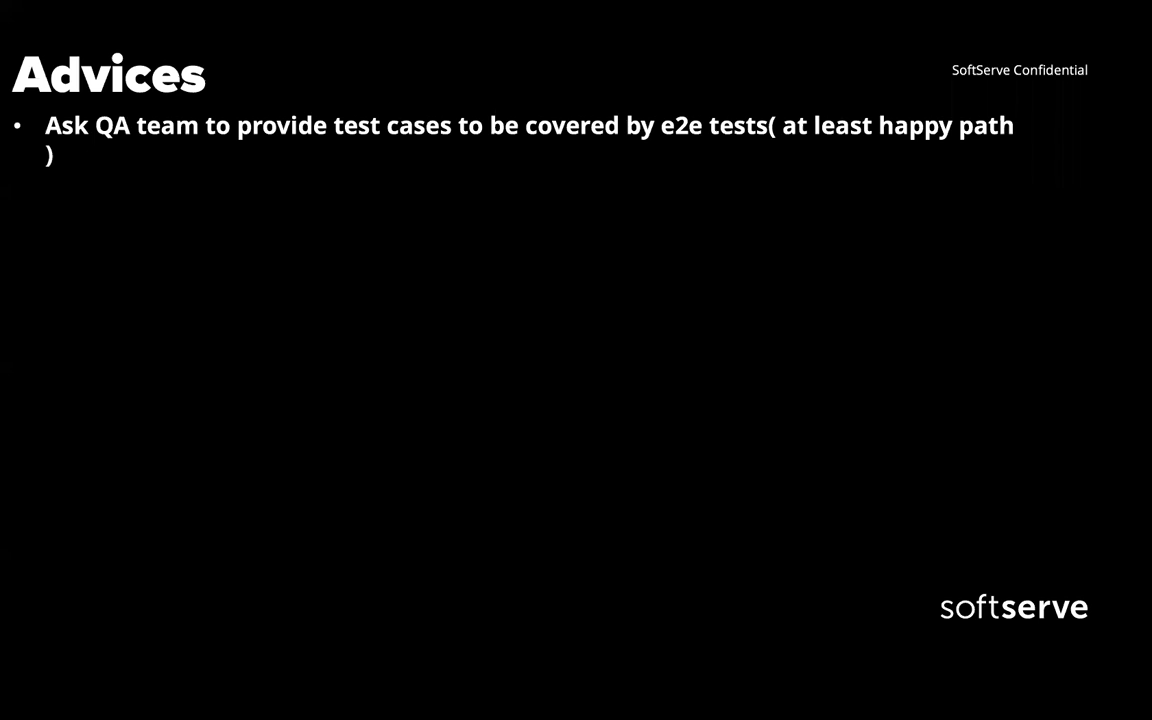 Advices
SoftServe Confidential
• Ask QA team to provide test cases to be covered by e2e tests( at least happy path
)
softserve